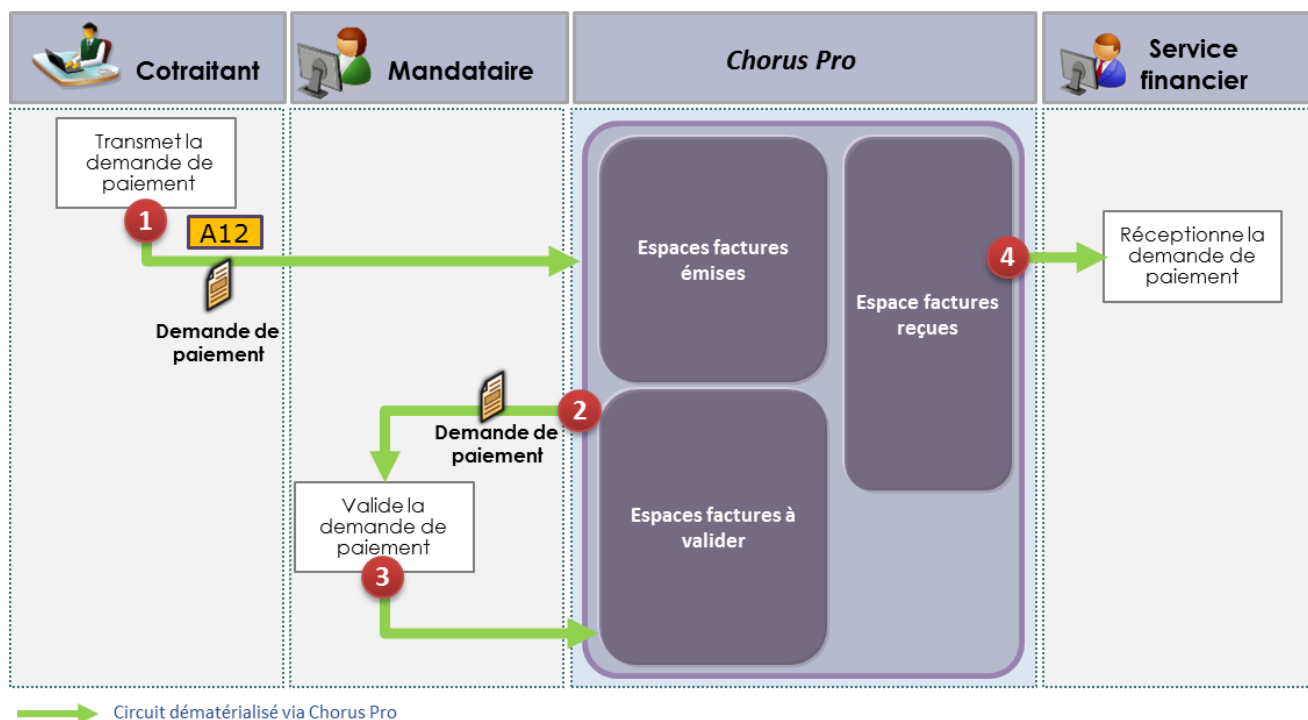 Cotraitant
Mandataire
Chorus Pro
Service
financier
Transmet la
demande de
paiement
1
A12
Demande de
paiement
Espaces factures
émises
Espace factures
reçues
4
Réceptionne la
demande de
paiement
2
Demande de
paiement
Valide la
demande de
paiement
3
Espaces factures à
valider
Circuit dématérialisé via Chorus Pro